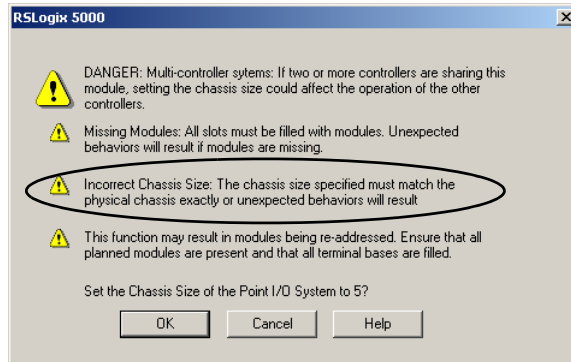 RSLogix 5000
DANGER: Multi-controller sytems: If two or more controllers are sharing this
module, setting the chassis size could affect the operation of the other
controllers.
Missing Modules: All slots must be filled with modules. Unexpected
behaviors will result if modules are missing.
Incorrect Chassis Size: The chassis size specified must match the
physical chassis exactly or unexpected behaviors will result
This function may result in modules being re-addressed. Ensure that all
planned modules are present and that all terminal bases are filled.
Set the Chassis Size of the Point I/O System to 5?
OK Cancel Help